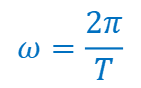 ω = 2π/T